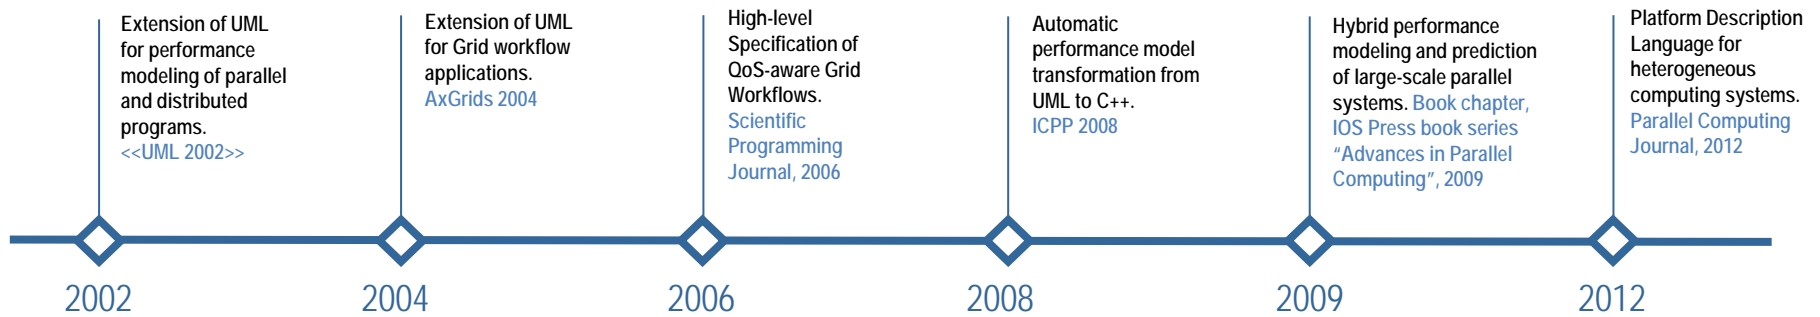 Extension of UML
for performance
modeling of parallel
and distributed
programs.
<<UML 2002>>
Extension of UML
for Grid workflow
applications.
AxGrids 2004
High-level
Specification of
QoS-aware Grid
Workflows.
Scientific
Programming
Journal, 2006
Automatic
performance model
transformation from
UML to C++.
ICPP 2008
Hybrid performance
modeling and prediction
of large-scale parallel
systems. Book chapter,
IOS Press book series
“Advances in Parallel
Computing”, 2009
Platform Description
Language for
heterogeneous
computing systems.
Parallel Computing
Journal, 2012
2002
2004
2006
2008
2009
2012